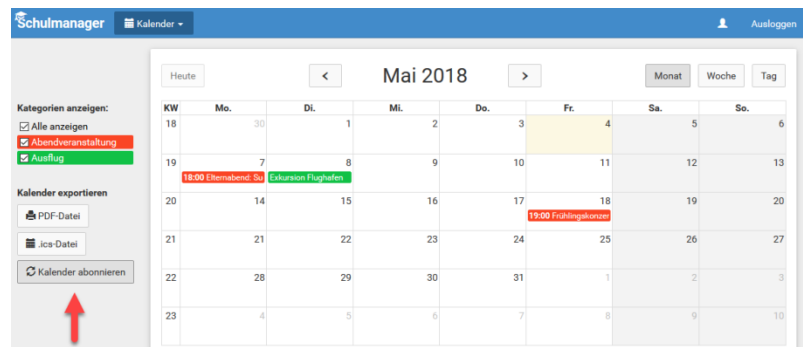 Schulmanager Kalender Ausloggen
Heute Mai 2018 Monat Woche Tag
Kategorien anzeigen:
Alle anzeigen
Abendveranstaltung
Ausflug
Kalender exportieren
PDF-Datei
.ics-Datei
Kalender abonnieren
KW Mo. Di. Mi. Do. Fr. Sa. So.
18 30 1 2 3 4 5 6
19 7 8 9 10 11 12 13
18:00 Elternabend: Su Exkursion Flughafen
20 14 15 16 17 18 19 20
19:00 Frühlingskonzer
21 21 22 23 24 25 26 27
22 28 29 30 31 1 2 3
23 4 5 6 7 8 9 10